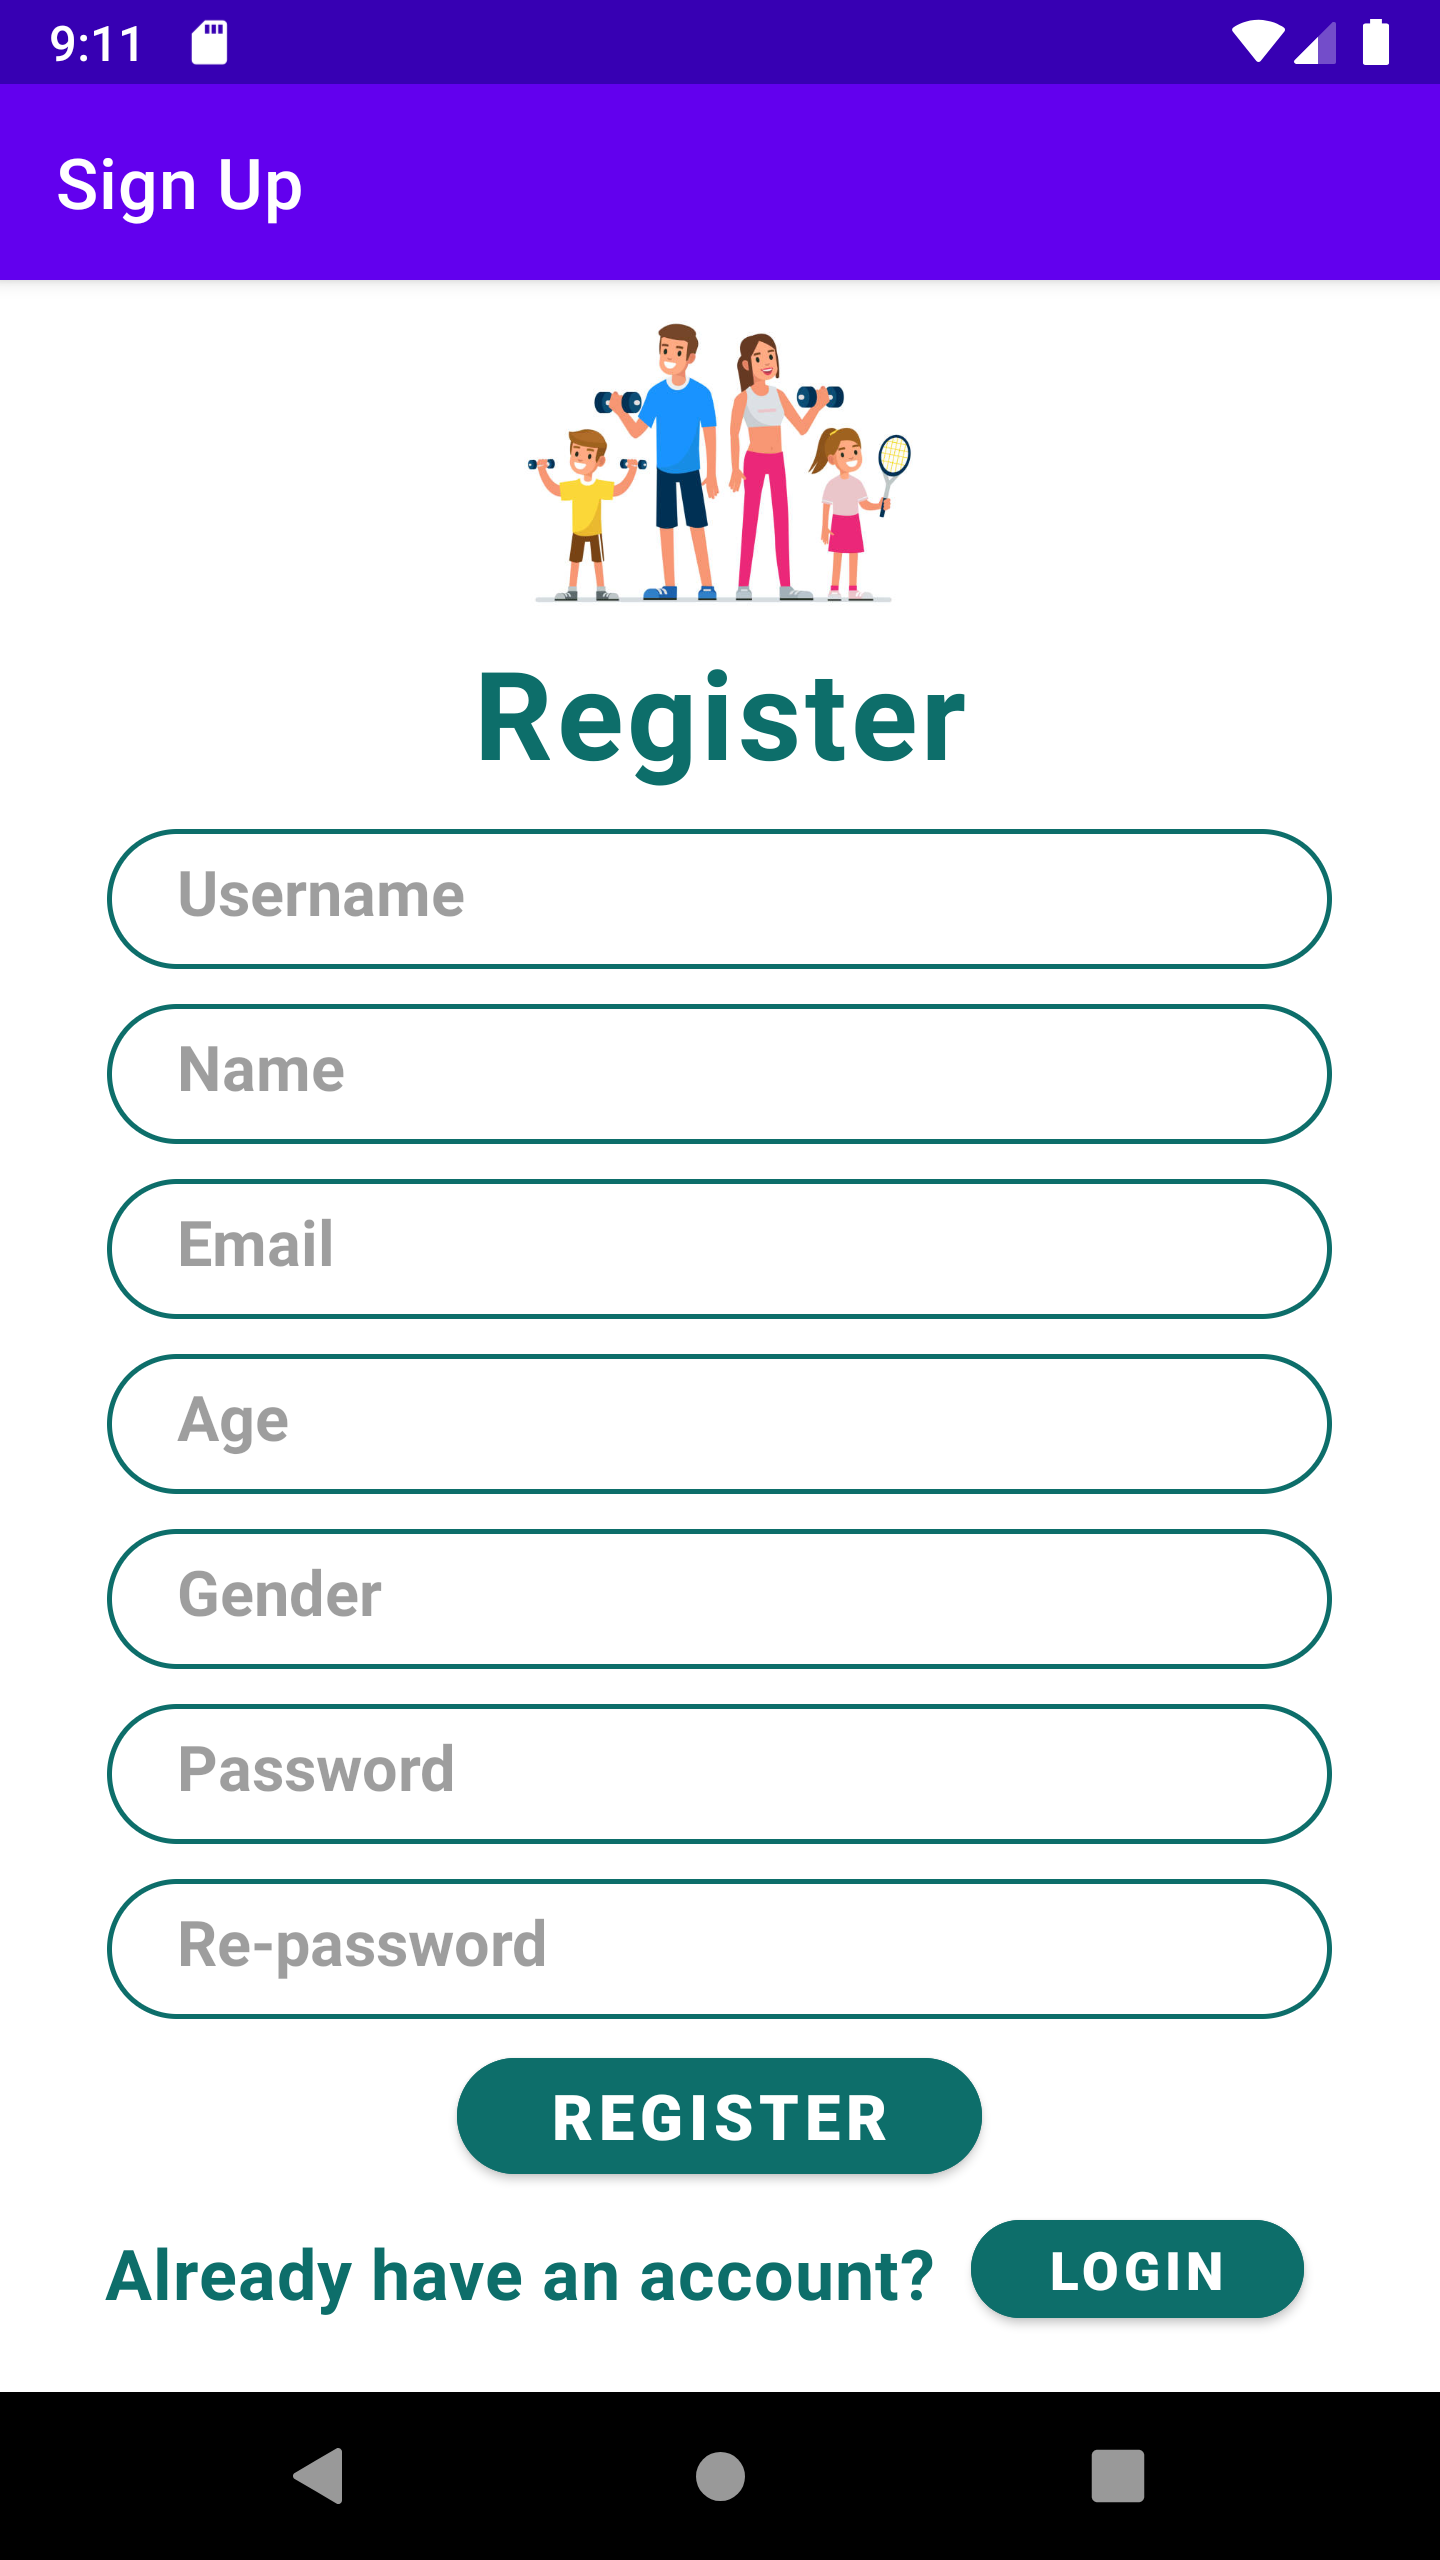 9:11
Sign Up
Register
Username
Name
Email
Age
Gender
Password
Re-password
REGISTER
Already have an account? LOGIN